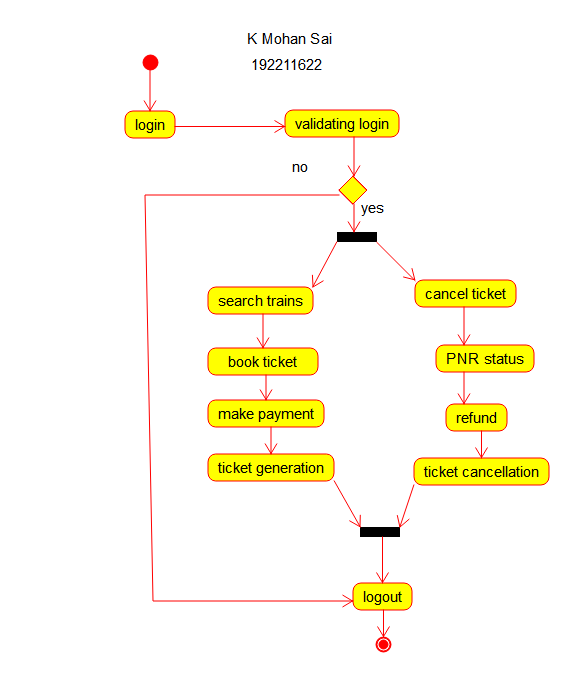 K Mohan Sai
192211622
login
validating login
no
yes
search trains
cancel ticket
book ticket
PNR status
make payment
refund
ticket generation
ticket cancellation
logout